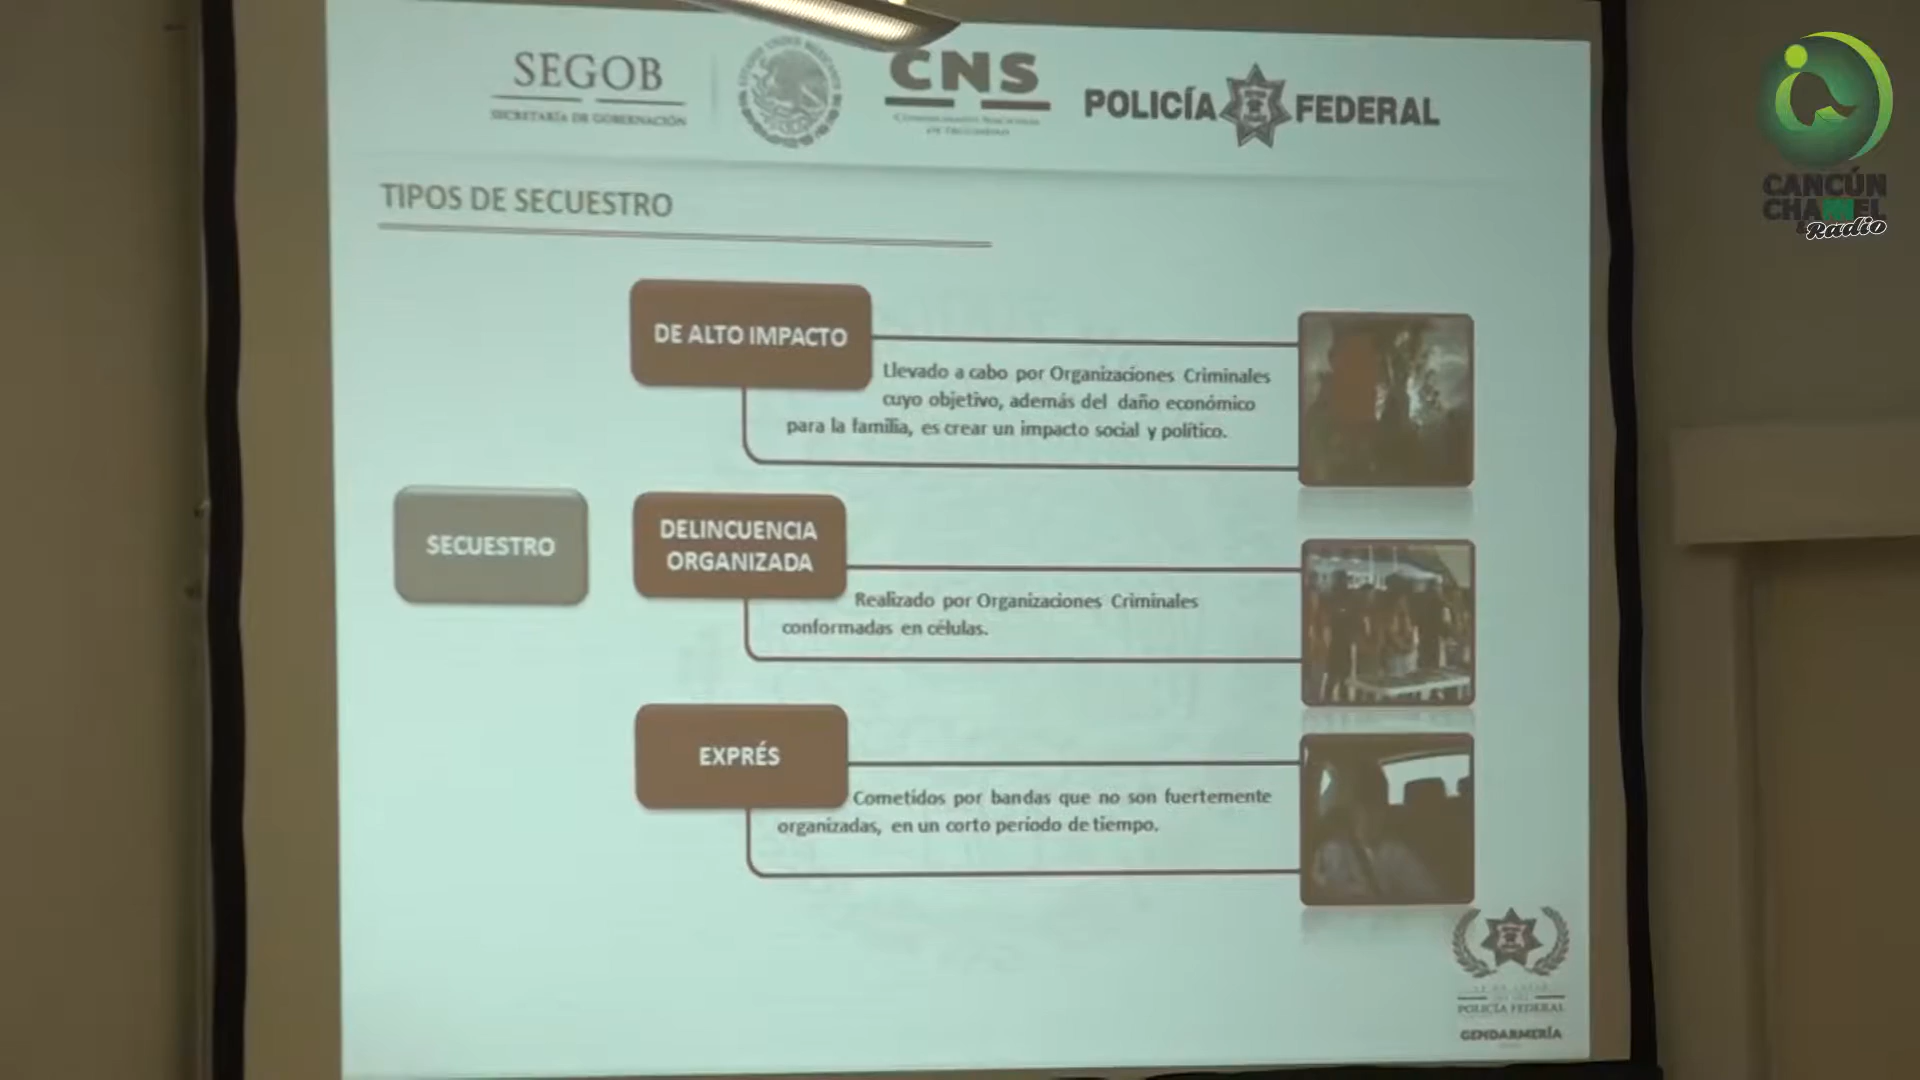 SEGOB
SECRETARÍA DE GOBERNACIÓN
CNS
POLICÍA FEDERAL
CANCÚN
CHANNEL
Radio
TIPOS DE SECUESTRO
DE ALTO IMPACTO
Llevado a cabo por Organizaciones Criminales
cuyo objetivo, además del daño económico
para la familia, es crear un impacto social y político.
SECUESTRO
DELINCUENCIA
ORGANIZADA
Realizado por Organizaciones Criminales
conformadas en células.
EXPRÉS
Cometidos por bandas que no son fuertemente
organizadas, en un corto periodo de tiempo.
POLICÍA FEDERAL
GENDARMERÍA